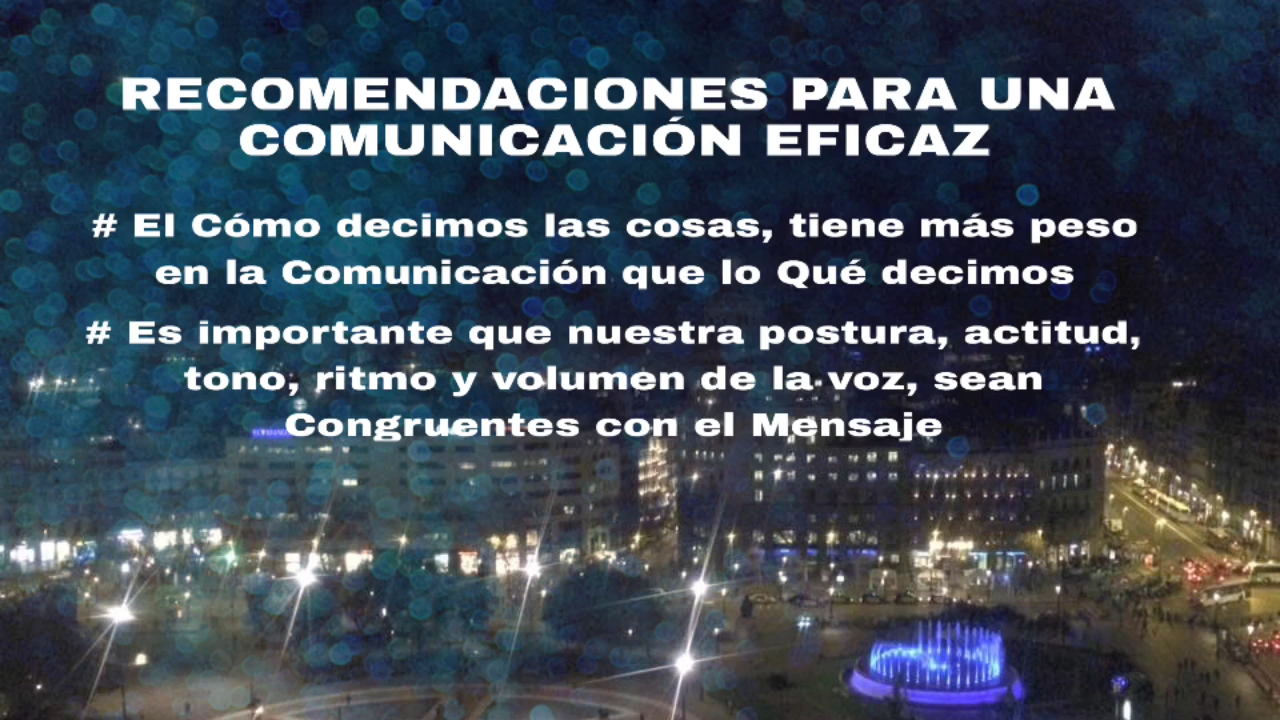 RECOMENDACIONES PARA UNA
COMUNICACIÓN EFICAZ
# El Cómo decimos las cosas, tiene más peso
en la Comunicación que lo Qué decimos
# Es importante que nuestra postura, actitud,
tono, ritmo y volumen de la voz, sean
Congruentes con el Mensaje